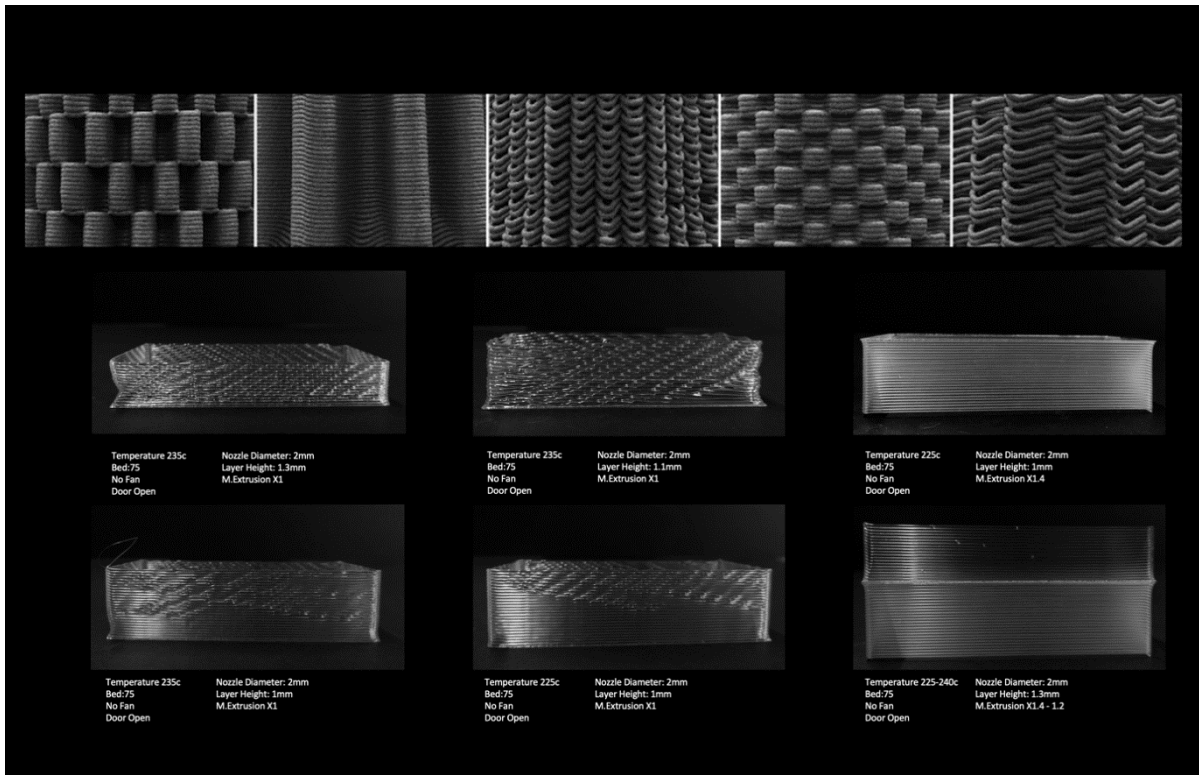 Temperature 235c
Bed:75
No Fan
Door Open
Nozzle Diameter: 2mm
Layer Height: 1.3mm
M.Extrusion X1
Temperature 235c
Bed:75
No Fan
Door Open
Nozzle Diameter: 2mm
Layer Height: 1.1mm
M.Extrusion X1
Temperature 225c
Bed:75
No Fan
Door Open
Nozzle Diameter: 2mm
Layer Height: 1mm
M.Extrusion X1.4
Temperature 235c
Bed:75
No Fan
Door Open
Nozzle Diameter: 2mm
Layer Height: 1mm
M.Extrusion X1
Temperature 225c
Bed:75
No Fan
Door Open
Nozzle Diameter: 2mm
Layer Height: 1mm
M.Extrusion X1
Temperature 225-240c
Bed:75
No Fan
Door Open
Nozzle Diameter: 2mm
Layer Height: 1.3mm
M.Extrusion X1.4 - 1.2